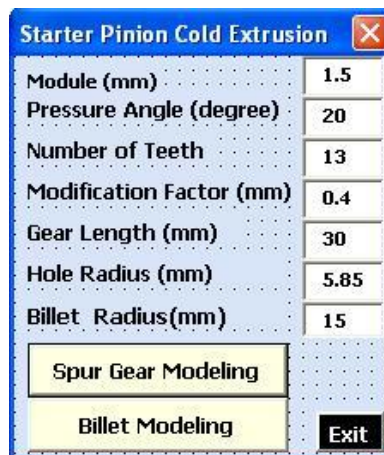 Starter Pinion Cold Extrusion
Module (mm) 1.5
Pressure Angle (degree) 20
Number of Teeth 13
Modification Factor (mm) 0.4
Gear Length (mm) 30
Hole Radius (mm) 5.85
Billet Radius(mm) 15
Spur Gear Modeling
Billet Modeling
Exit